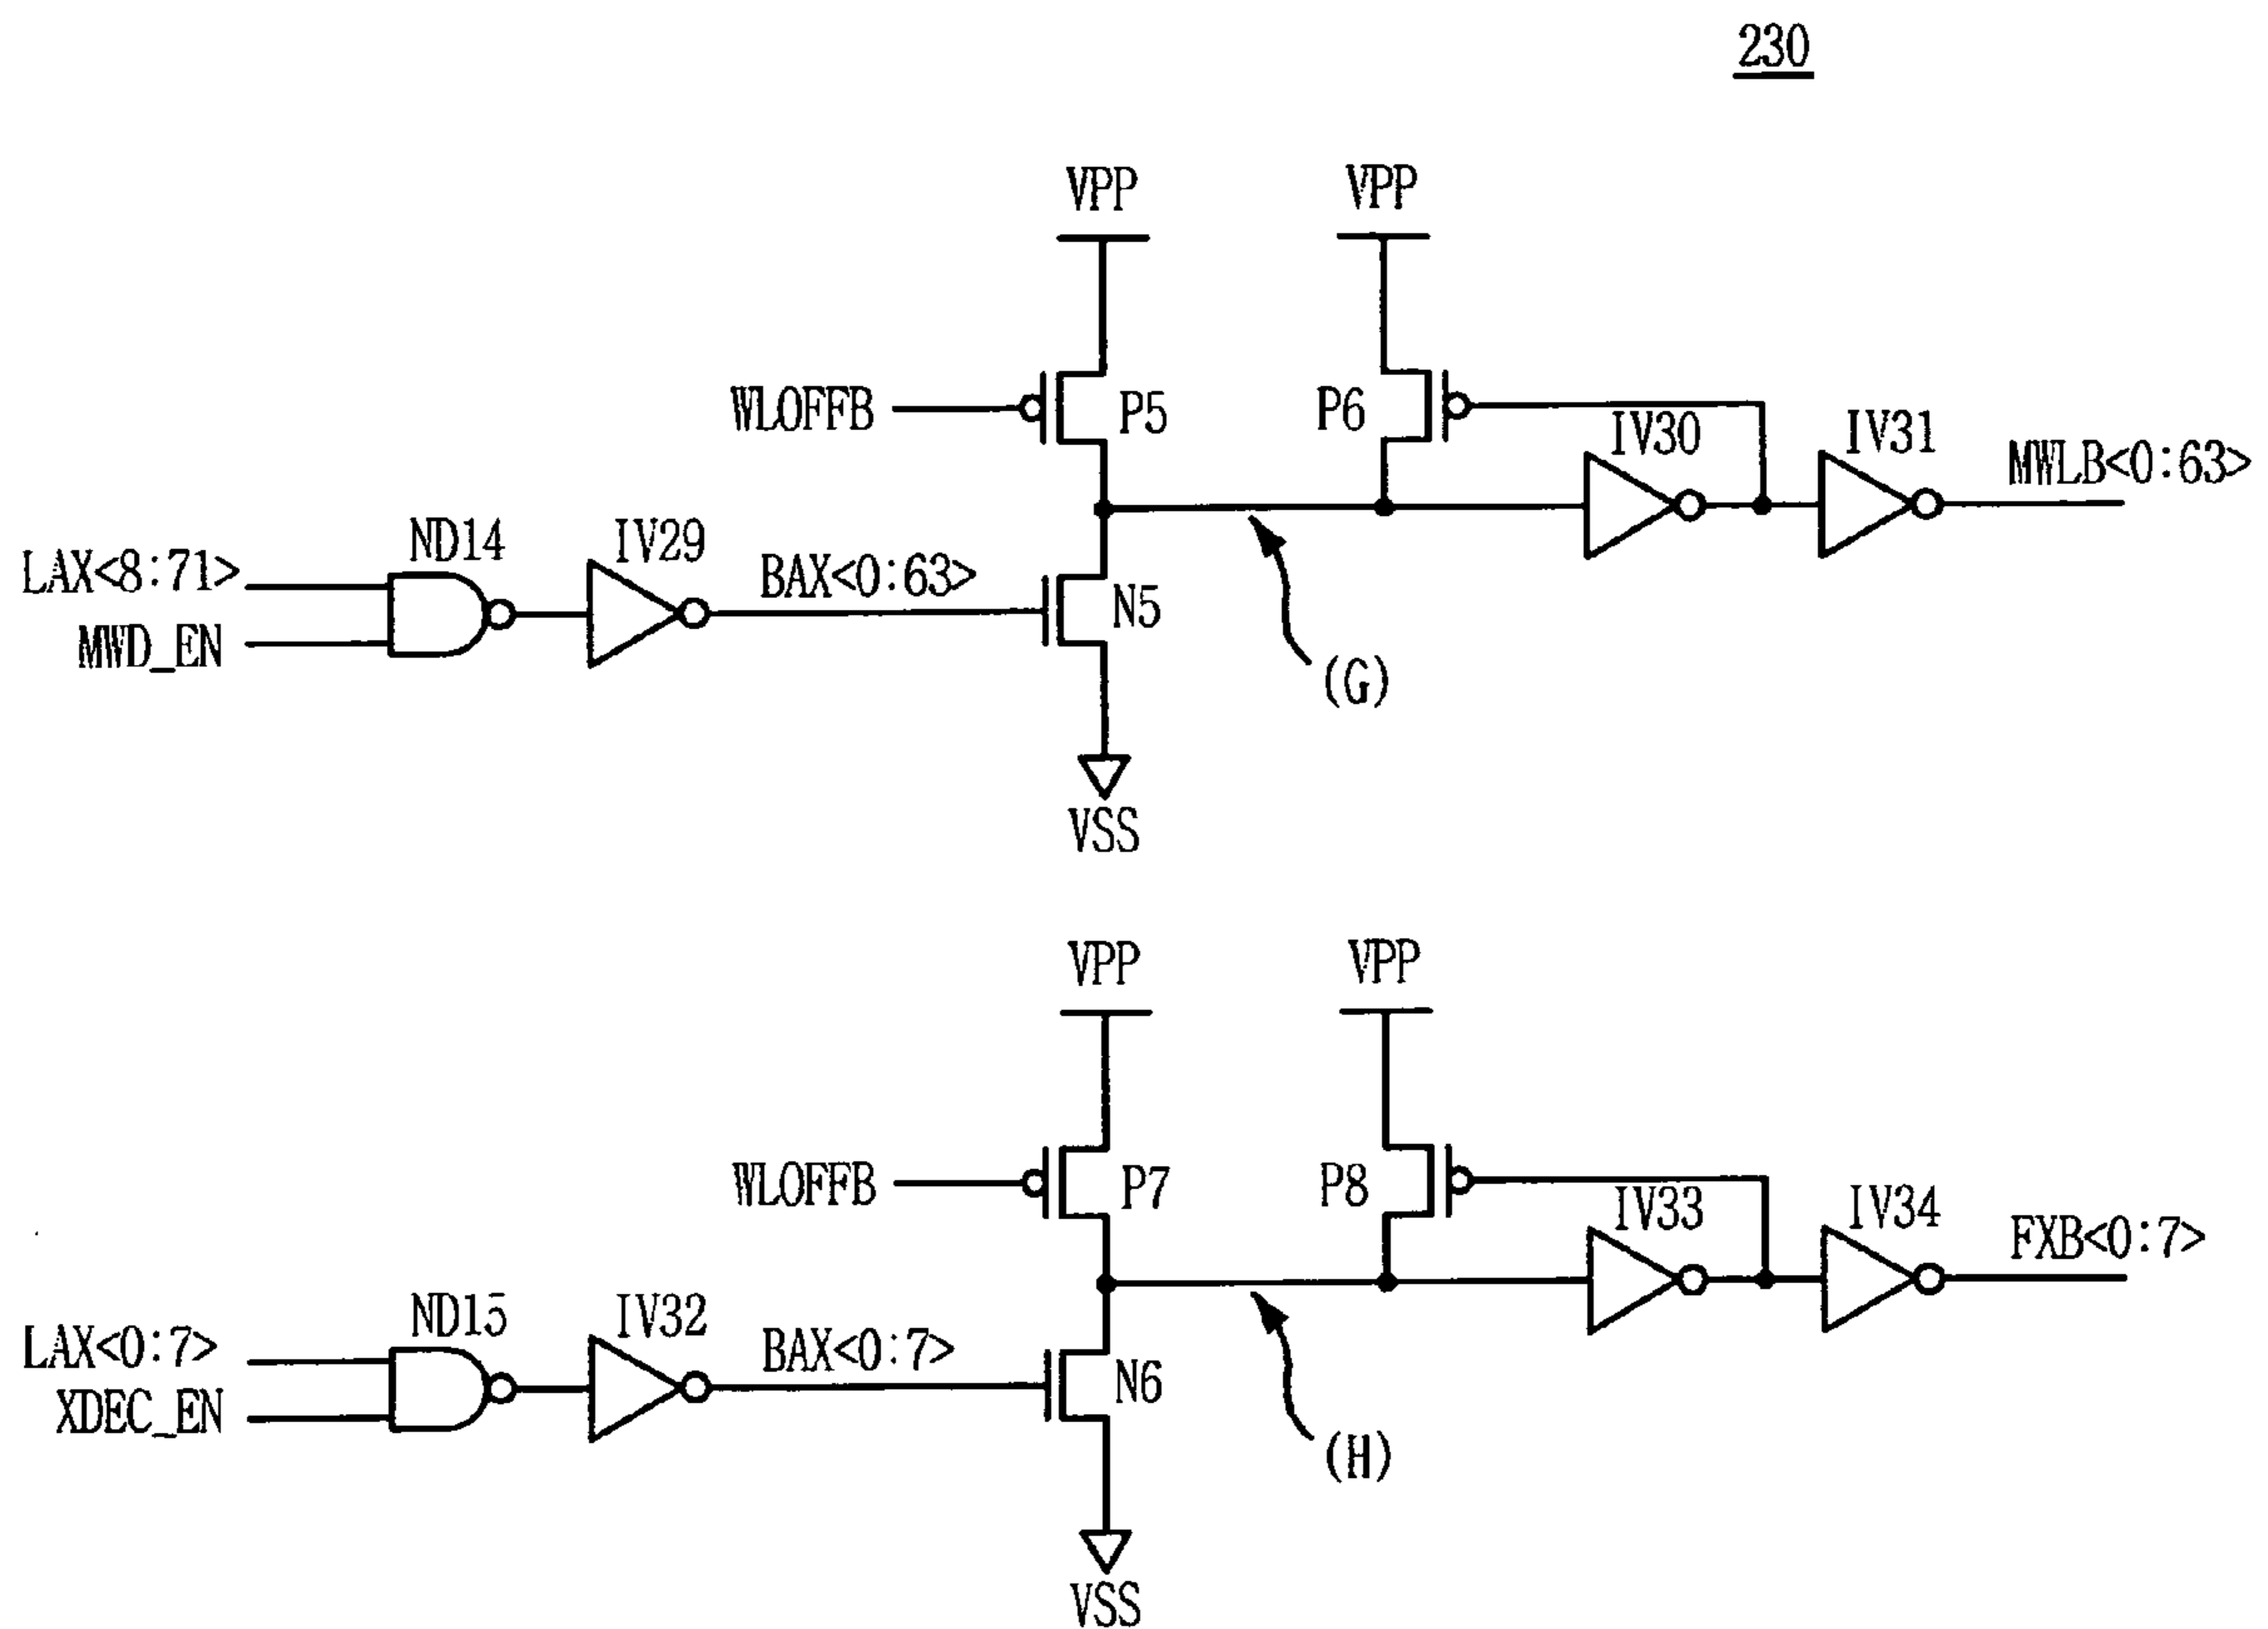 230
VPP
VPP
WLOFFB
P5
P6
IV30
IV31
MWLB<0:63>
LAX<8:71>
ND14
IV29
BAX<0:63>
N5
MWD_EN
(G)
VSS
VPP
VPP
WLOFFB
P7
P8
IV33
IV34
FXB<0:7>
LAX<0:7>
ND15
IV32
BAX<0:7>
N6
XDEC_EN
(H)
VSS